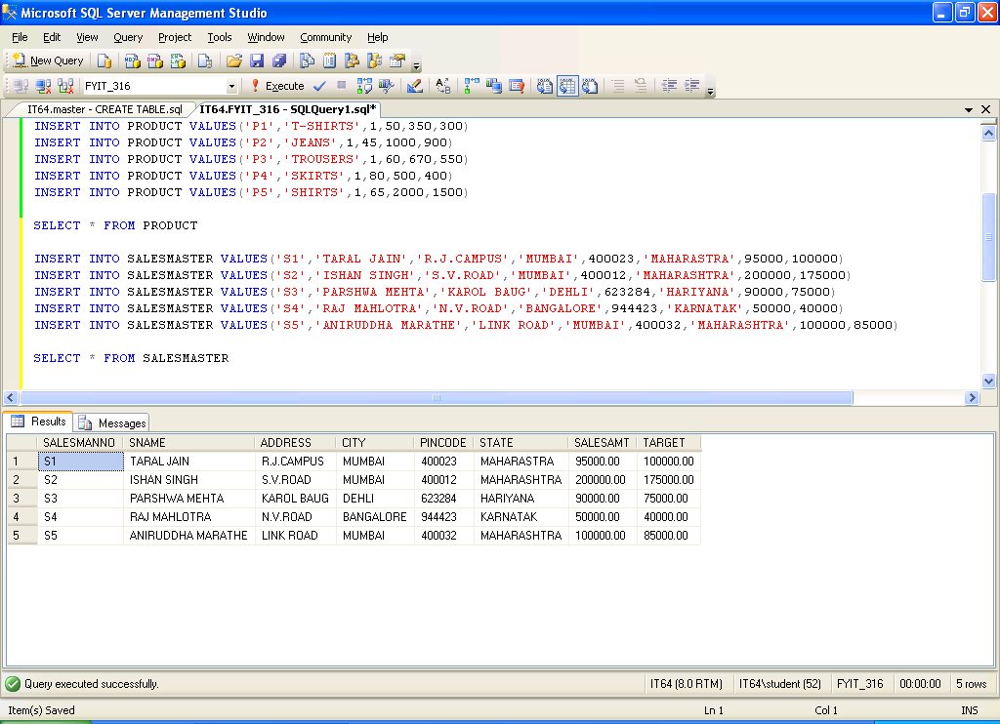 Microsoft SQL Server Management Studio
File Edit View Query Project Tools Window Community Help
New Query
FYIT_316 Execute
IT64.master - CREATE TABLE.sql IT64.FYIT_316 - SQLQuery1.sql*
INSERT INTO PRODUCT VALUES('P1','T-SHIRTS',1,50,350,300)
INSERT INTO PRODUCT VALUES('P2','JEANS',1,45,1000,900)
INSERT INTO PRODUCT VALUES('P3','TROUSERS',1,60,670,550)
INSERT INTO PRODUCT VALUES('P4','SKIRTS',1,80,500,400)
INSERT INTO PRODUCT VALUES('P5','SHIRTS',1,65,2000,1500)
SELECT * FROM PRODUCT
INSERT INTO SALESMASTER VALUES('S1','TARAL JAIN','R.J.CAMPUS','MUMBAI',400023,'MAHARASTRA',95000,100000)
INSERT INTO SALESMASTER VALUES('S2','ISHAN SINGH','S.V.ROAD','MUMBAI',400012,'MAHARASHTRA',200000,175000)
INSERT INTO SALESMASTER VALUES('S3','PARSHWA MEHTA','KAROL BAUG','DEHLI',623284,'HARIYANA',90000,75000)
INSERT INTO SALESMASTER VALUES('S4','RAJ MAHLOTRA','N.V.ROAD','BANGALORE',944423,'KARNATAK',50000,40000)
INSERT INTO SALESMASTER VALUES('S5','ANIRUDDHA MARATHE','LINK ROAD','MUMBAI',400032,'MAHARASHTRA',100000,85000)
SELECT * FROM SALESMASTER
Results Messages
SALESMANNO SNAME ADDRESS CITY PINCODE STATE SALESAMT TARGET
1 S1 TARAL JAIN R.J.CAMPUS MUMBAI 400023 MAHARASTRA 95000.00 100000.00
2 S2 ISHAN SINGH S.V.ROAD MUMBAI 400012 MAHARASHTRA 200000.00 175000.00
3 S3 PARSHWA MEHTA KAROL BAUG DEHLI 623284 HARIYANA 90000.00 75000.00
4 S4 RAJ MAHLOTRA N.V.ROAD BANGALORE 944423 KARNATAK 50000.00 40000.00
5 S5 ANIRUDDHA MARATHE LINK ROAD MUMBAI 400032 MAHARASHTRA 100000.00 85000.00
Query executed successfully. IT64 (8.0 RTM) IT64\student (52) FYIT_316 00:00:00 5 rows
Item(s) Saved Ln 1 Col 1 INS